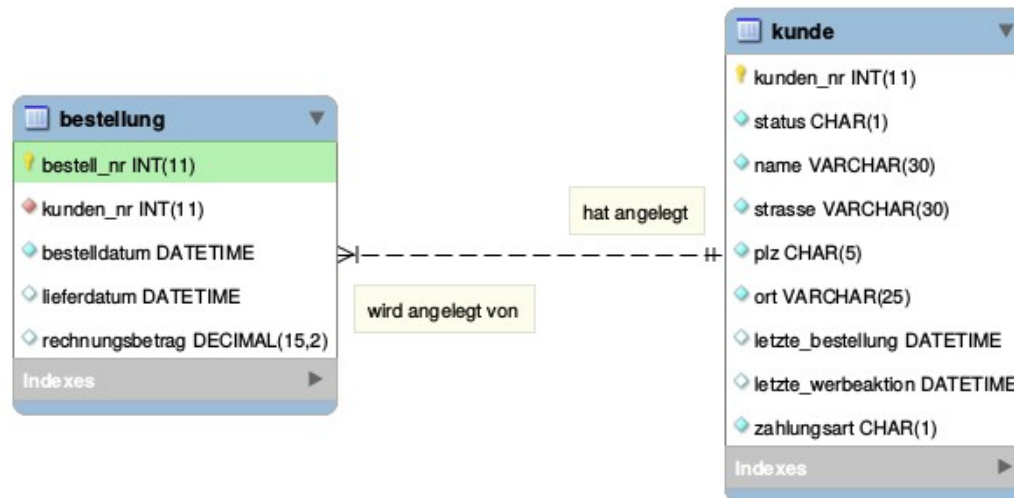 bestellung
bestell_nr INT(11)
kunden_nr INT(11)
bestelldatum DATETIME
lieferdatum DATETIME
rechnungsbetrag DECIMAL(15,2)
Indexes
hat angelegt
wird angelegt von
kunde
kunden_nr INT(11)
status CHAR(1)
name VARCHAR(30)
strasse VARCHAR(30)
plz CHAR(5)
ort VARCHAR(25)
letzte_bestellung DATETIME
letzte_werbeaktion DATETIME
zahlungsart CHAR(1)
Indexes